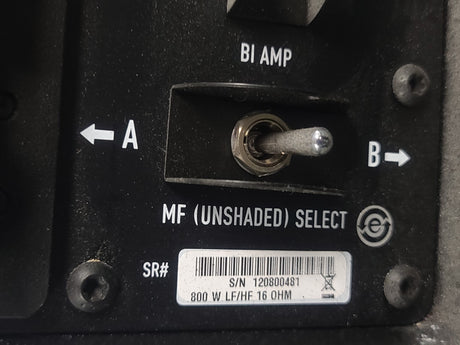 BI AMP
A
B
MF (UNSHADED) SELECT
SR#
S/N 120800481
800 W LF/HF 16 OHM